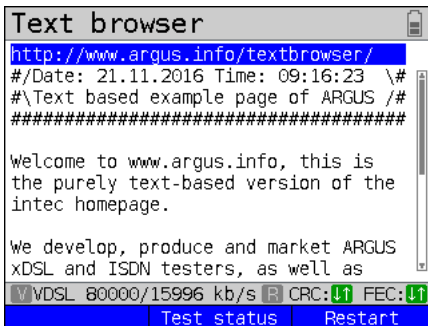 Text browser
http://www.argus.info/textbrowser/
#/Date: 21.11.2016 Time: 09:16:23 \#
#\Text based example page of ARGUS /#
#####################################
Welcome to www.argus.info, this is
the purely text-based version of the
intec homepage.
We develop, produce and market ARGUS
xDSL and ISDN testers, as well as
V VDSL 80000/15996 kb/s R CRC: FEC:
Test status Restart